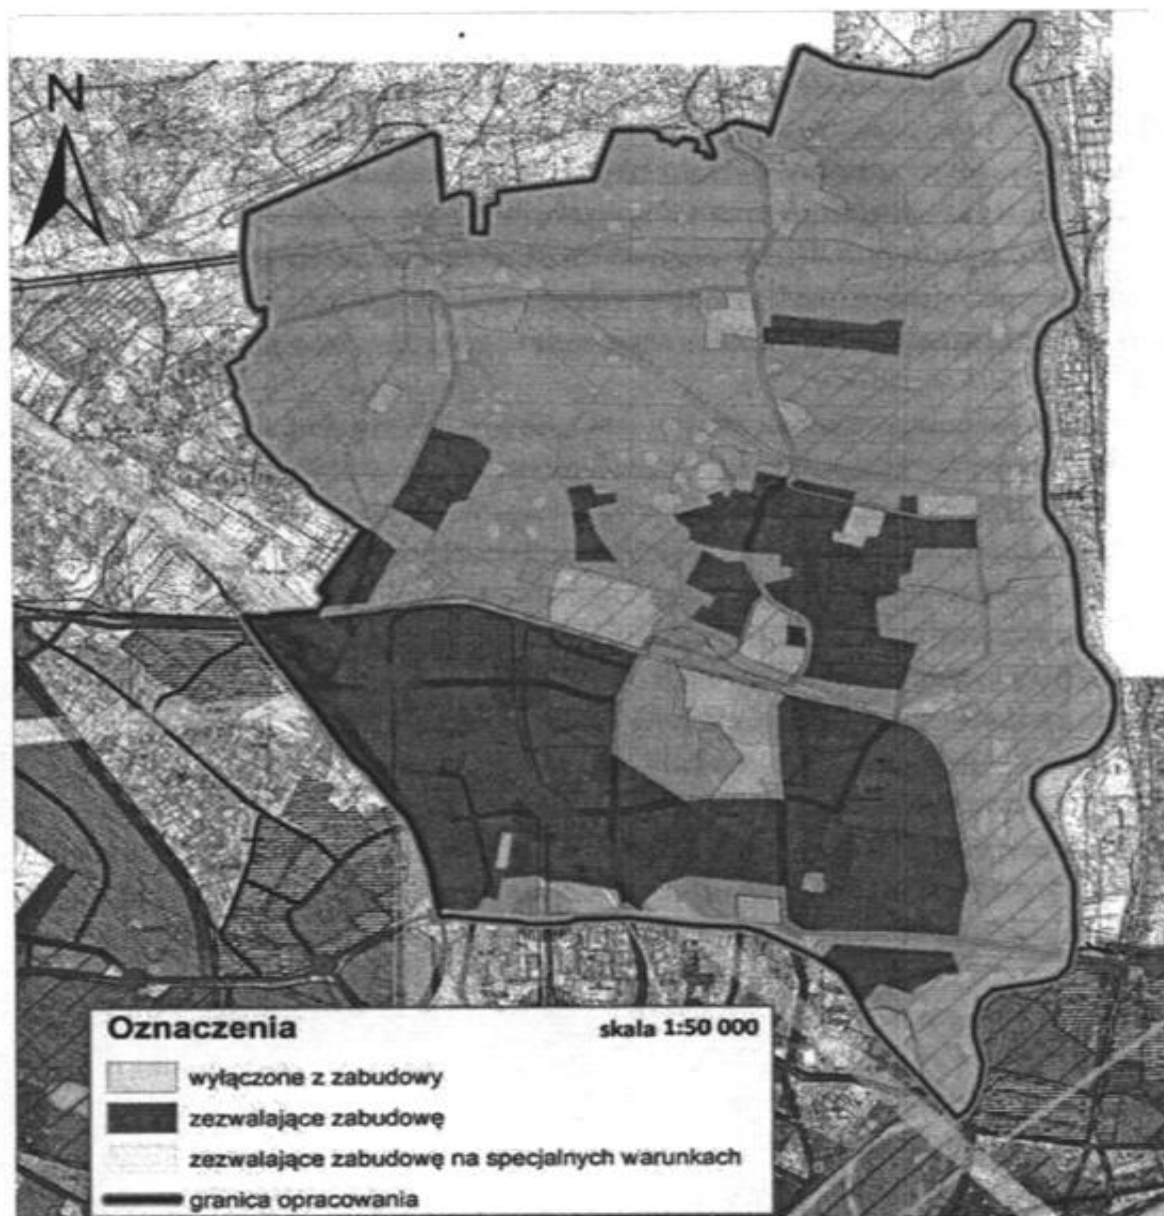 N
Oznaczenia
skala 1:50 000
wyłączone z zabudowy
zezwalające zabudowę
zezwalające zabudowę na specjalnych warunkach
granica opracowania